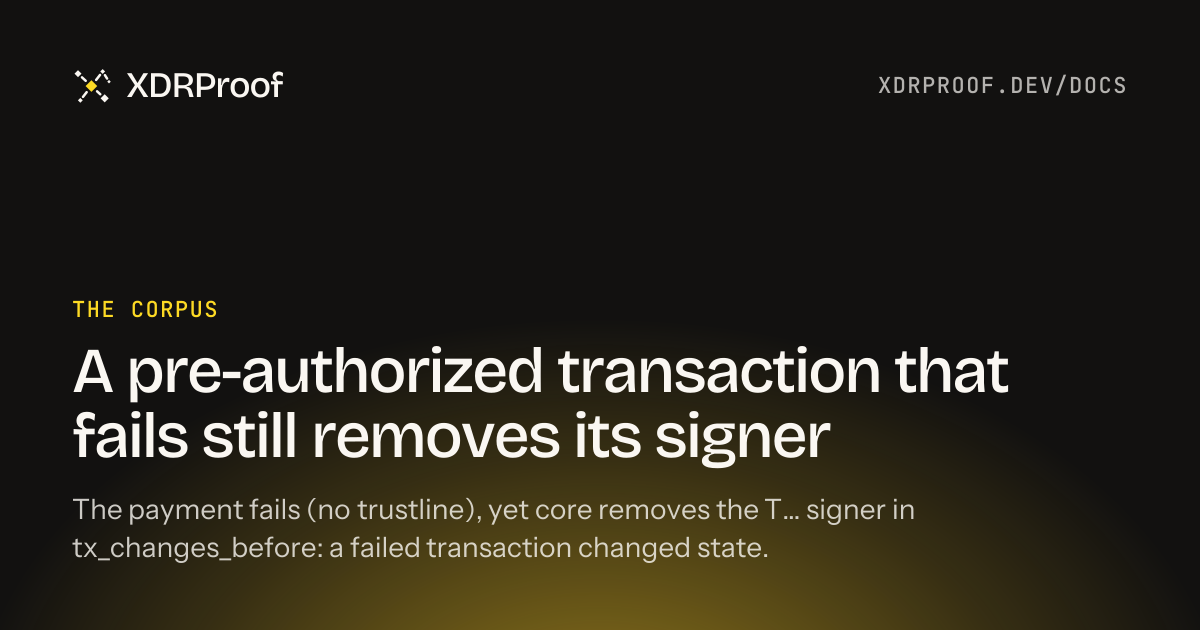 XDRProof
XDRPROOF.DEV/DOCS
THE CORPUS
A pre-authorized transaction that
fails still removes its signer
The payment fails (no trustline), yet core removes the T… signer in
tx_changes_before: a failed transaction changed state.